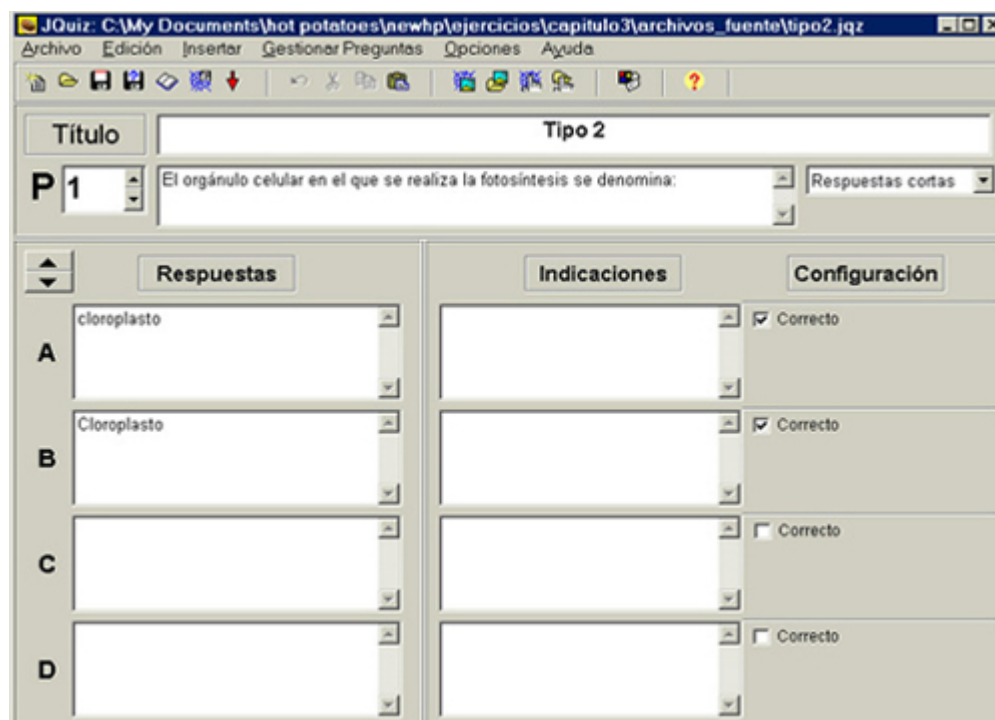 JQuiz: C:\My Documents\hot potatoes\newhp\ejercicios\capitulo3\archivos_fuente\tipo2.jqz
Archivo Edición Insertar Gestionar Preguntas Opciones Ayuda
Título Tipo 2
P 1 El orgánulo celular en el que se realiza la fotosíntesis se denomina: Respuestas cortas
Respuestas Indicaciones Configuración
A cloroplasto Correcto
B Cloroplasto Correcto
C Correcto
D Correcto